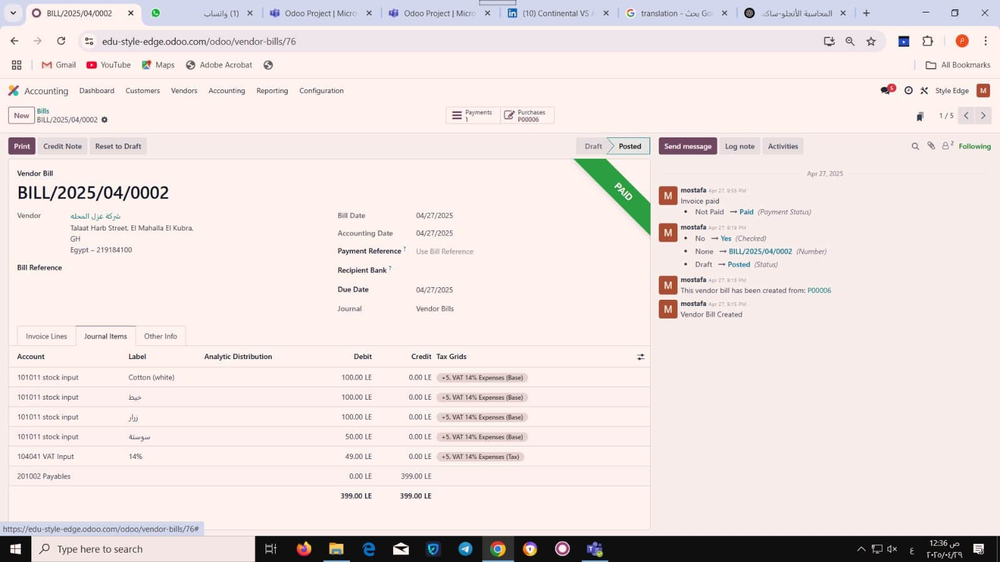 BILL/2025/04/0002
(1) واتساب
Odoo Project | Micro
Odoo Project | Micro
(10) Continental VS A
translation - بحث Goo
المحاسبة الأنجلو-ساك
edu-style-edge.odoo.com/odoo/vendor-bills/76
P
Gmail
YouTube
Maps
Adobe Acrobat
All Bookmarks
Accounting
Dashboard
Customers
Vendors
Accounting
Reporting
Configuration
5
Style Edge
M
New
Bills
BILL/2025/04/0002
Payments
1
Purchases
P00006
1 / 5
Print
Credit Note
Reset to Draft
Draft
Posted
Send message
Log note
Activities
2
Following
Vendor Bill
BILL/2025/04/0002
PAID
Vendor
شركة غزل المحله
Talaat Harb Street, El Mahalla El Kubra,
GH
Egypt – 219184100
Bill Reference
Bill Date 04/27/2025
Accounting Date 04/27/2025
Payment Reference ? Use Bill Reference
Recipient Bank ?
Due Date 04/27/2025
Journal Vendor Bills
Invoice Lines
Journal Items
Other Info
Account Label Analytic Distribution Debit Credit Tax Grids
101011 stock input Cotton (white) 100.00 LE 0.00 LE +5. VAT 14% Expenses (Base)
101011 stock input خيط 100.00 LE 0.00 LE +5. VAT 14% Expenses (Base)
101011 stock input زرار 100.00 LE 0.00 LE +5. VAT 14% Expenses (Base)
101011 stock input سوستة 50.00 LE 0.00 LE +5. VAT 14% Expenses (Base)
104041 VAT Input 14% 49.00 LE 0.00 LE +5. VAT 14% Expenses (Tax)
201002 Payables 0.00 LE 399.00 LE
399.00 LE 399.00 LE
Apr 27, 2025
M
mostafa Apr 27, 9:55 PM
Invoice paid
• Not Paid → Paid (Payment Status)
M
mostafa Apr 27, 9:19 PM
• No → Yes (Checked)
• None → BILL/2025/04/0002 (Number)
• Draft → Posted (Status)
M
mostafa Apr 27, 9:15 PM
This vendor bill has been created from: P00006
M
mostafa Apr 27, 9:15 PM
Vendor Bill Created
https://edu-style-edge.odoo.com/odoo/vendor-bills/76#
Type here to search
ع
12:36 ص
٢٠٢٥/٠٤/٢٩